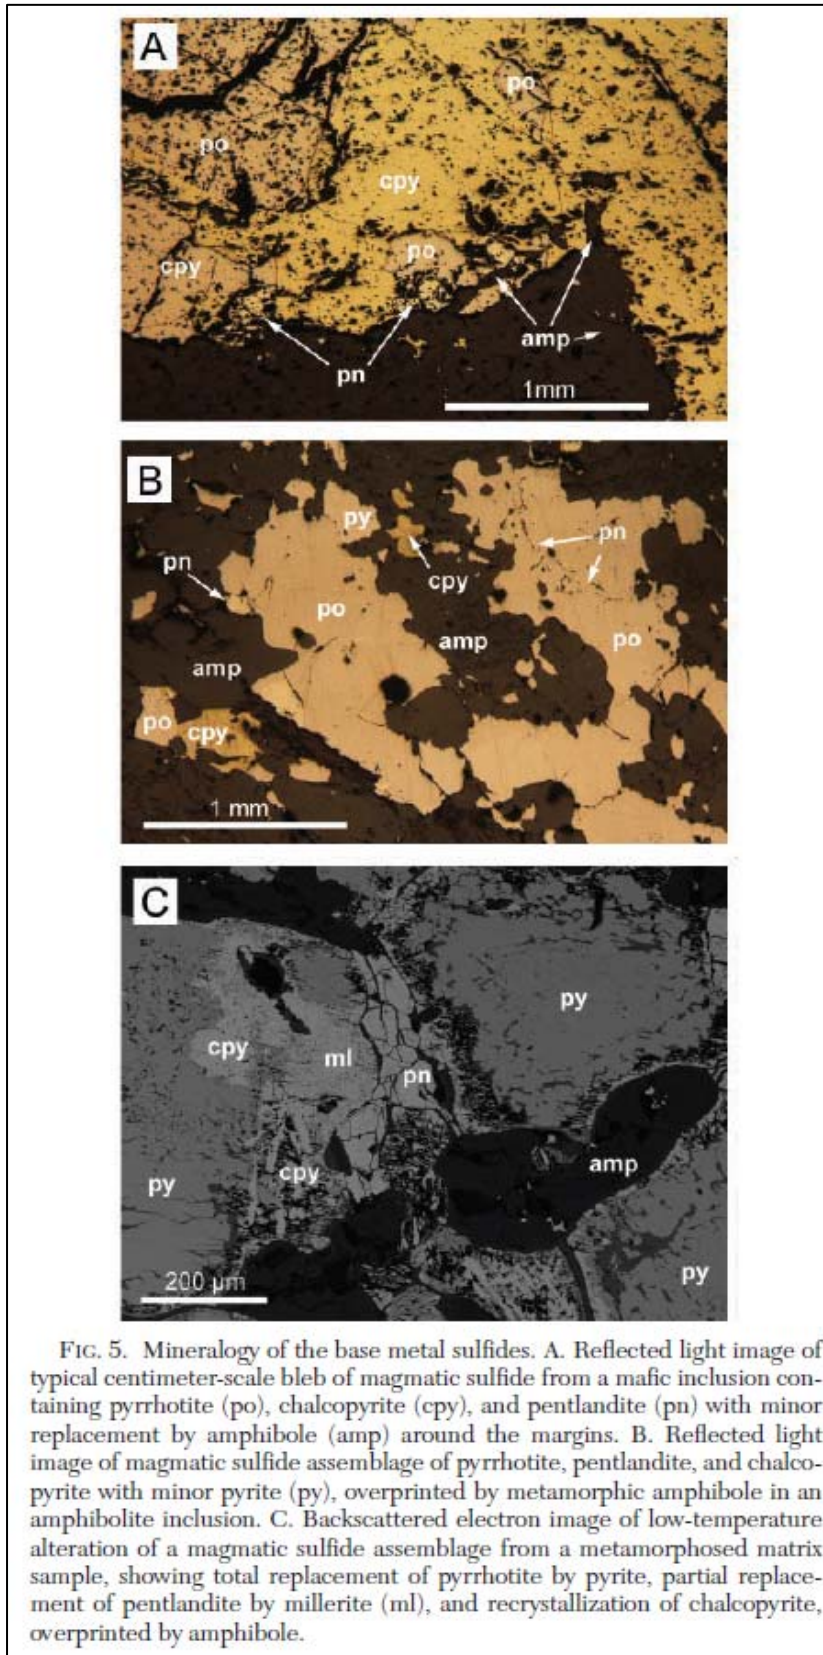 A
po
po
cpy
po
cpy
amp
pn
1mm
B
py
pn
pn
cpy
po
amp
po
amp
po
cpy
1 mm
C
py
cpy
ml
pn
amp
cpy
py
py
200 µm
FIG. 5. Mineralogy of the base metal sulfides. A. Reflected light image of
typical centimeter-scale bleb of magmatic sulfide from a mafic inclusion con-
taining pyrrhotite (po), chalcopyrite (cpy), and pentlandite (pn) with minor
replacement by amphibole (amp) around the margins. B. Reflected light
image of magmatic sulfide assemblage of pyrrhotite, pentlandite, and chalco-
pyrite with minor pyrite (py), overprinted by metamorphic amphibole in an
amphibolite inclusion. C. Backscattered electron image of low-temperature
alteration of a magmatic sulfide assemblage from a metamorphosed matrix
sample, showing total replacement of pyrrhotite by pyrite, partial replace-
ment of pentlandite by millerite (ml), and recrystallization of chalcopyrite,
overprinted by amphibole.